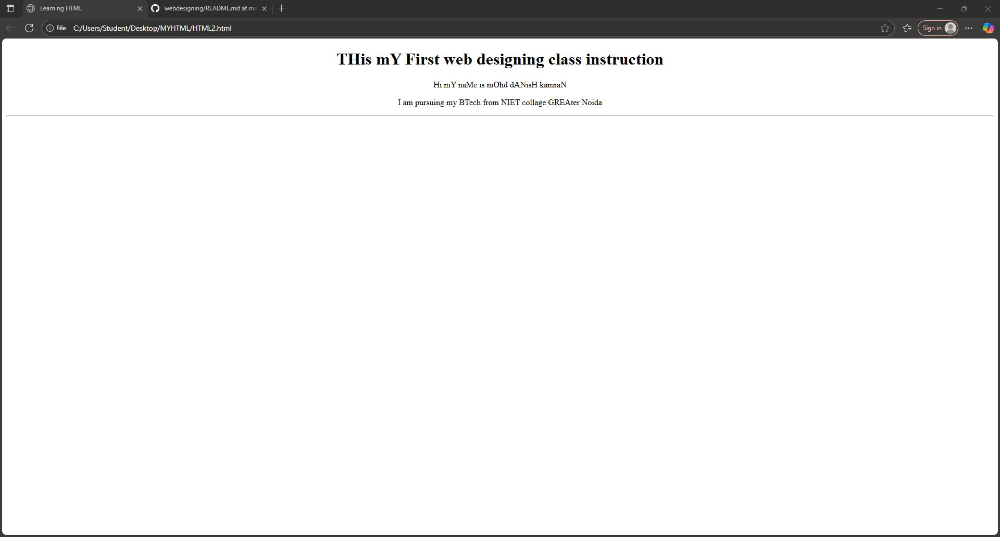 Learning HTML
webdesigning/README.md at ma
File C:/Users/Student/Desktop/MYHTML/HTML2.html
Sign in
THis mY First web designing class instruction
Hi mY naMe is mOhd dANisH kamraN
I am pursuing my BTech from NIET collage GREAter Noida